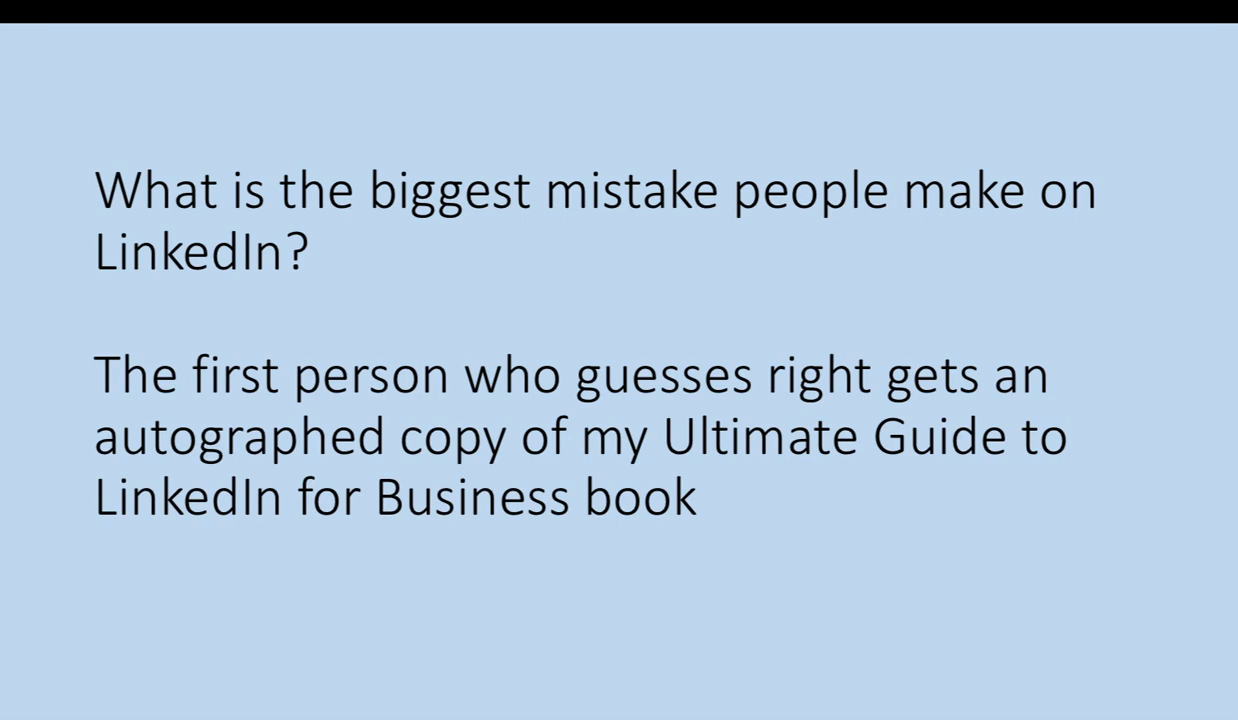 What is the biggest mistake people make on
LinkedIn?
The first person who guesses right gets an
autographed copy of my Ultimate Guide to
LinkedIn for Business book